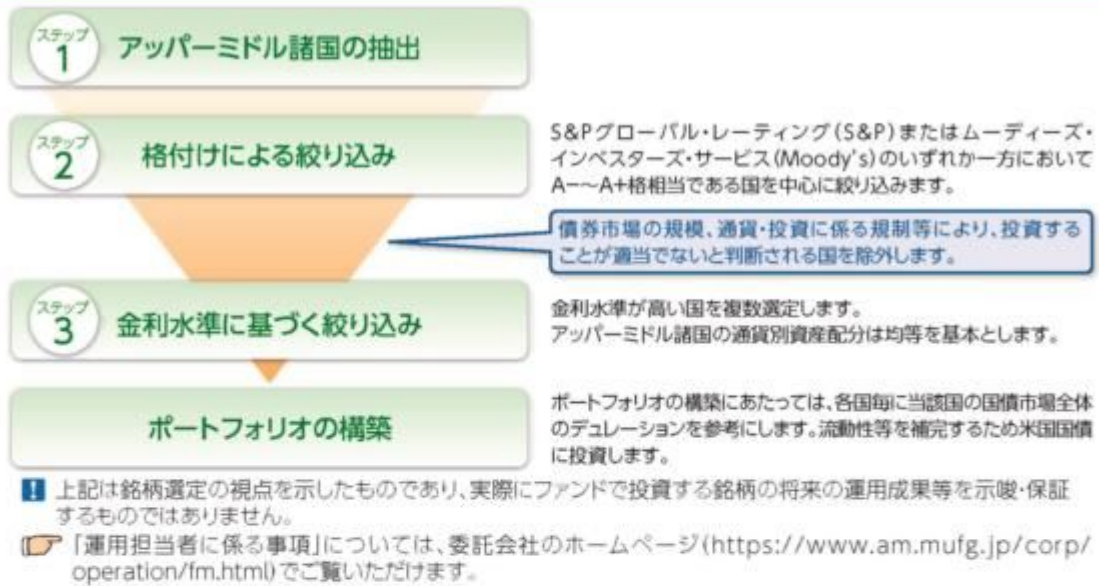 ステップ
1
アッパーミドル諸国の抽出
ステップ
2
格付けによる絞り込み
S&Pグローバル・レーティング(S&P)またはムーディーズ・
インベスターズ・サービス(Moody's)のいずれか一方において
A-~A+格相当である国を中心に絞り込みます。
債券市場の規模、通貨・投資に係る規制等により、投資する
ことが適当でないと判断される国を除外します。
ステップ
3
金利水準に基づく絞り込み
金利水準が高い国を複数選定します。
アッパーミドル諸国の通貨別資産配分は均等を基本とします。
ポートフォリオの構築
ポートフォリオの構築にあたっては、各国毎に当該国の国債市場全体
のデュレーションを参考にします。流動性等を補完するため米国国債
に投資します。
! 上記は銘柄選定の視点を示したものであり、実際にファンドで投資する銘柄の将来の運用成果等を示唆・保証
するものではありません。
「運用担当者に係る事項」については、委託会社のホームページ(https://www.am.mufg.jp/corp/
operation/fm.html)でご覧いただけます。